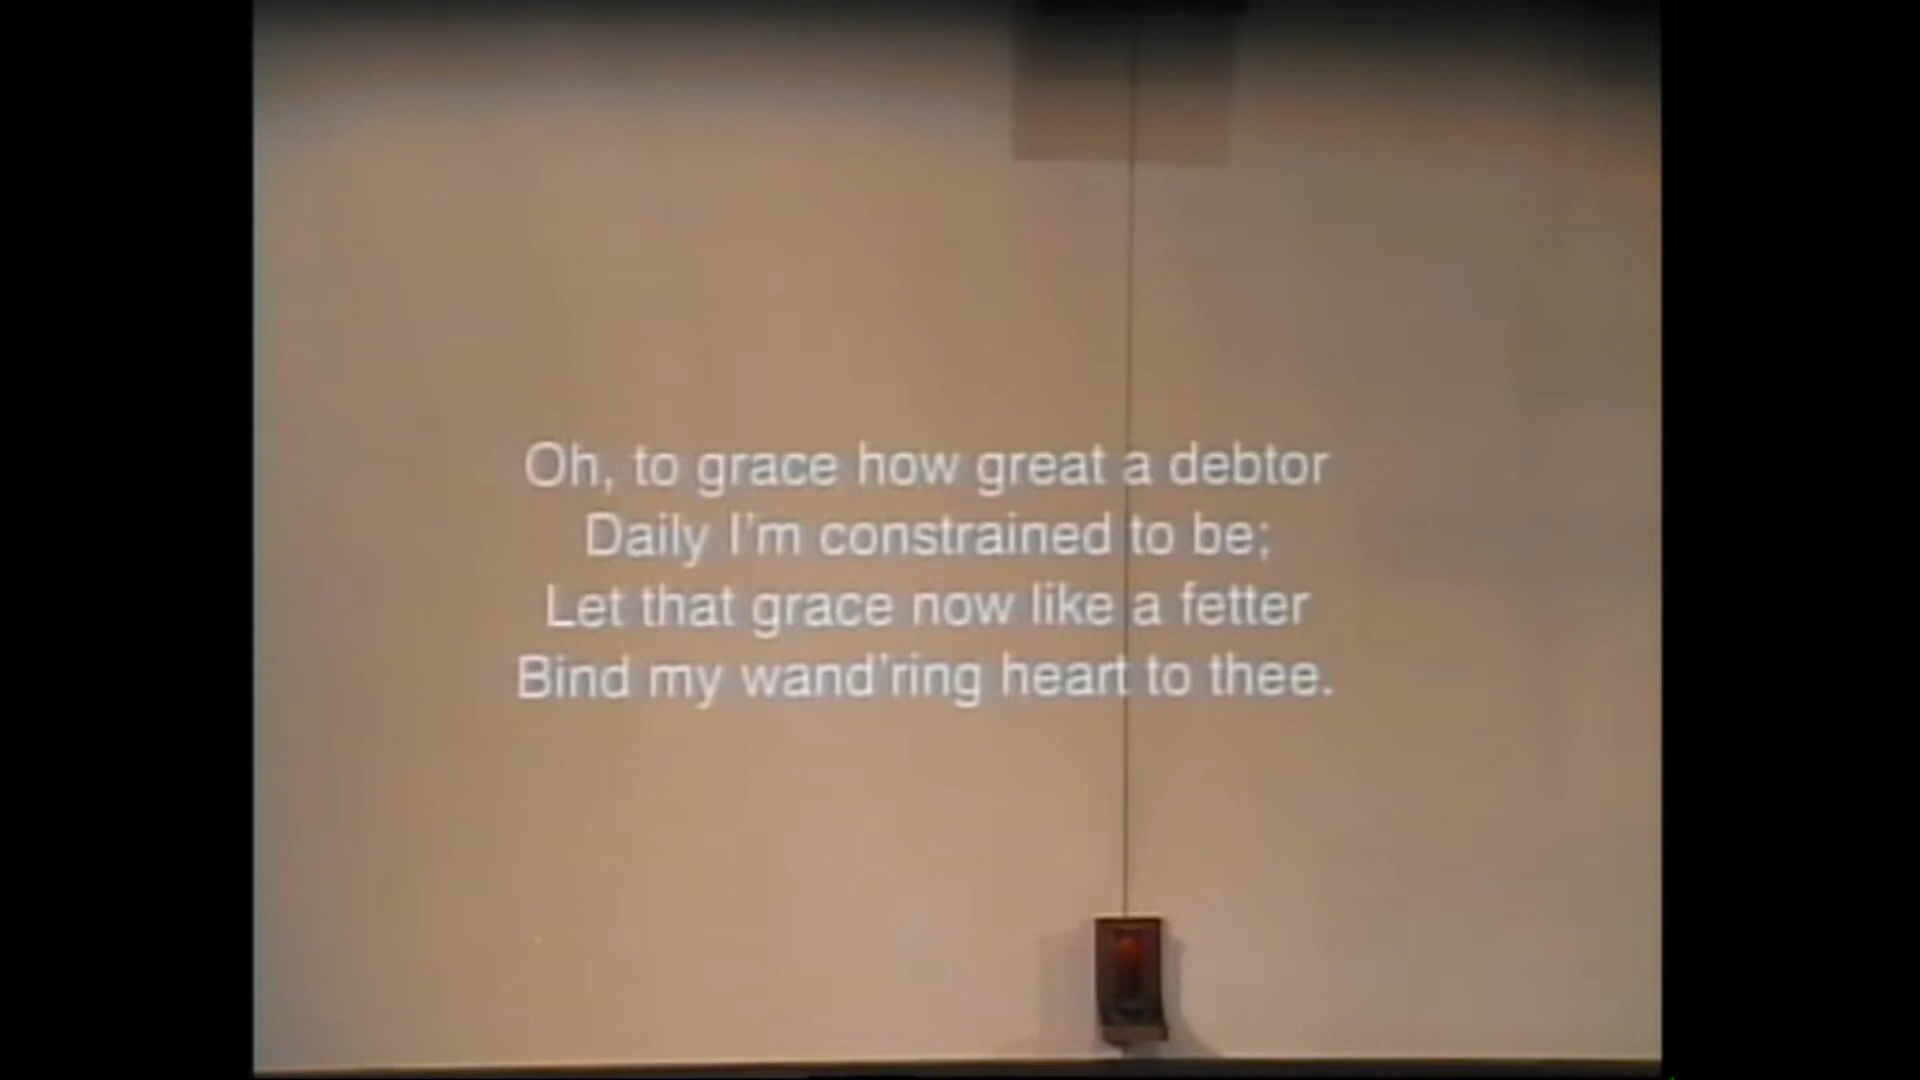 Oh, to grace how great a debtor
Daily I'm constrained to be;
Let that grace now like a fetter
Bind my wand'ring heart to thee.